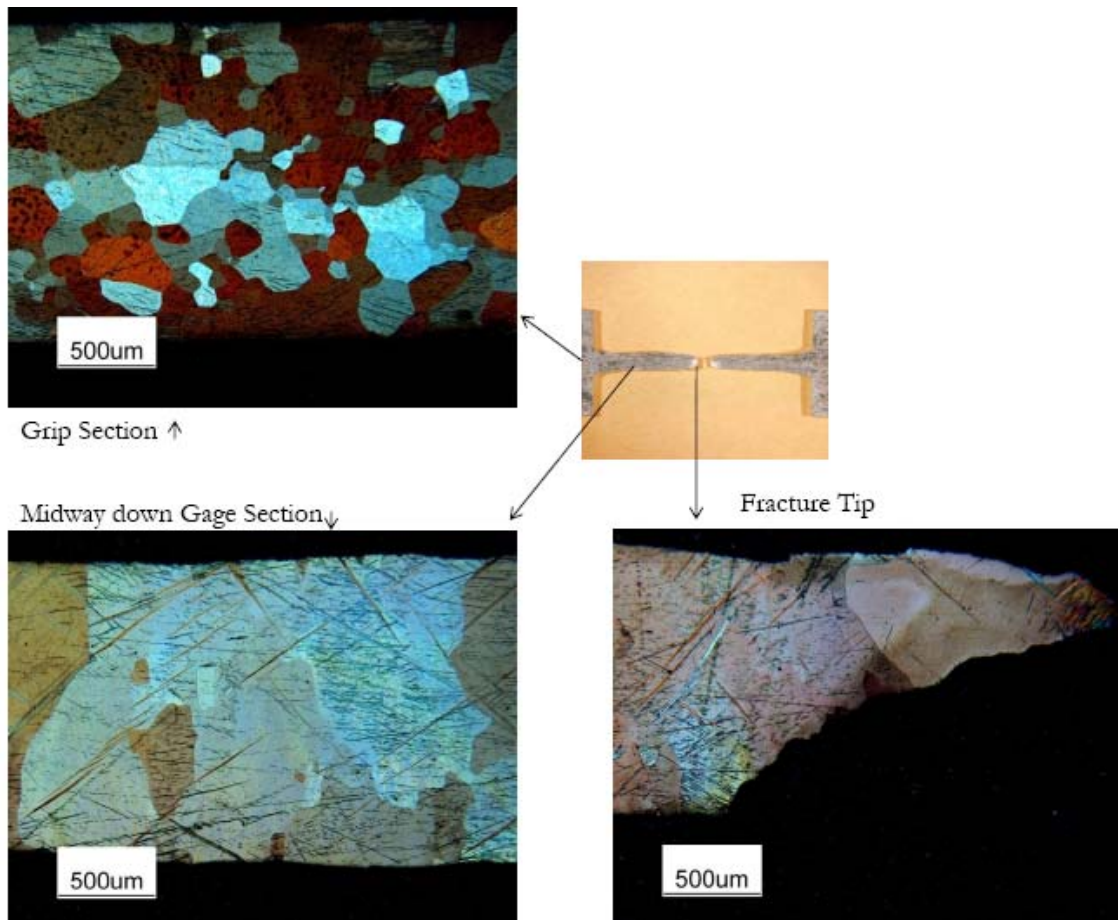 500um
Grip Section ↑
Midway down Gage Section↓
Fracture Tip
500um
500um